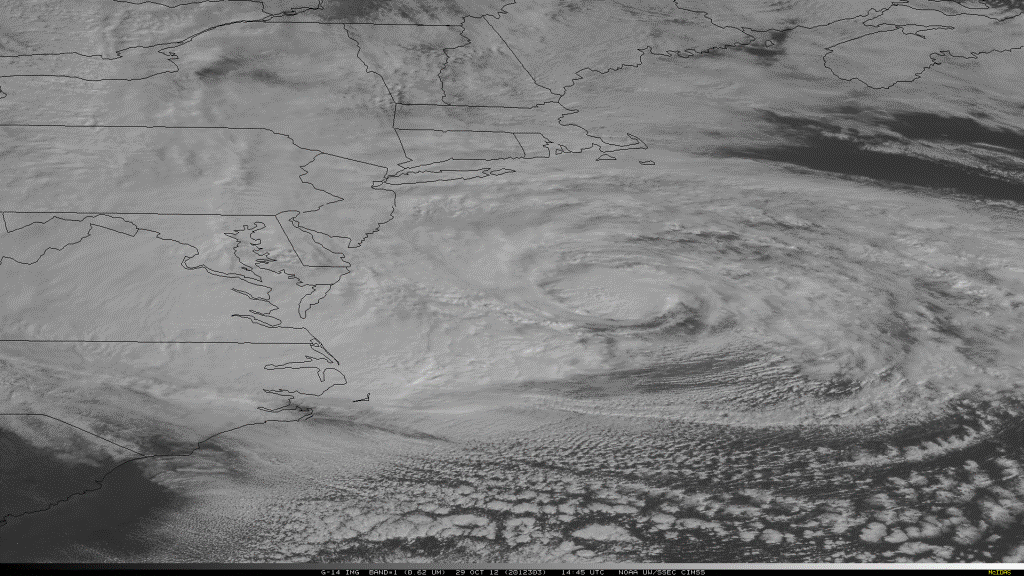 G-14 IMG BAND=1 (0.62 UM) 29 OCT 12 (2012303) 14:45 UTC NOAA UW/SSEC CIMSS McIDAS